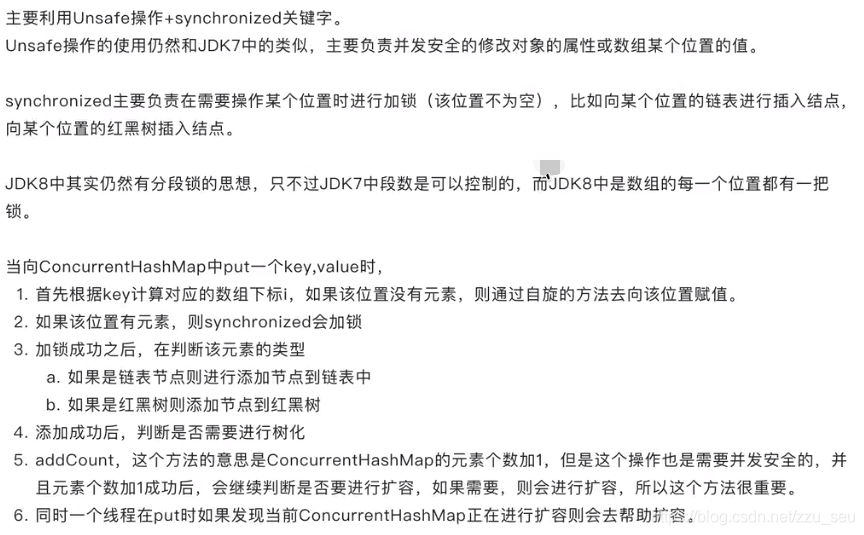 主要利用Unsafe操作+synchronized关键字。
Unsafe操作的使用仍然和JDK7中的类似，主要负责并发安全的修改对象的属性或数组某个位置的值。
synchronized主要负责在需要操作某个位置时进行加锁（该位置不为空），比如向某个位置的链表进行插入结点，
向某个位置的红黑树插入结点。
JDK8中其实仍然有分段锁的思想，只不过JDK7中段数是可以控制的，而JDK8中是数组的每一个位置都有一把
锁。
当向ConcurrentHashMap中put一个key,value时，
1. 首先根据key计算对应的数组下标i，如果该位置没有元素，则通过自旋的方法去向该位置赋值。
2. 如果该位置有元素，则synchronized会加锁
3. 加锁成功之后，在判断该元素的类型
a. 如果是链表节点则进行添加节点到链表中
b. 如果是红黑树则添加节点到红黑树
4. 添加成功后，判断是否需要进行树化
5. addCount，这个方法的意思是ConcurrentHashMap的元素个数加1，但是这个操作也是需要并发安全的，并
且元素个数加1成功后，会继续判断是否要进行扩容，如果需要，则会进行扩容，所以这个方法很重要。
6. 同时一个线程在put时如果发现当前ConcurrentHashMap正在进行扩容则会去帮助扩容。
https://blog.csdn.net/zzu_seu